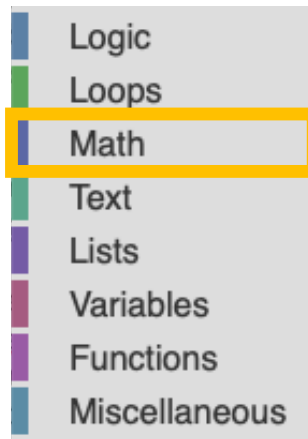 Logic
Loops
Math
Text
Lists
Variables
Functions
Miscellaneous